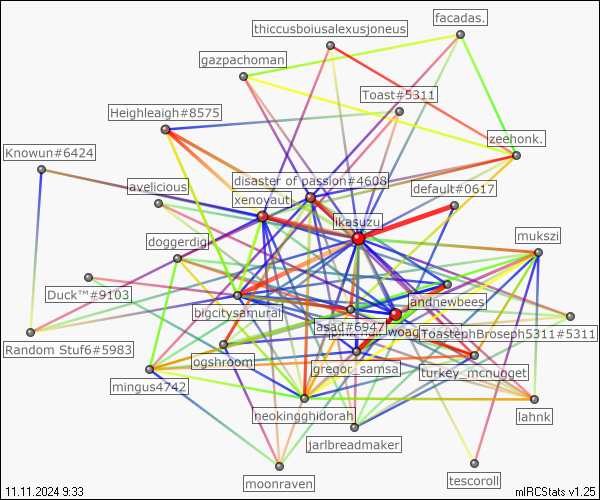 facadas.
thiccusboiusalexusjoneus
gazpachoman
Toast#5311
Heighleaigh#8575
zeehonk.
Knowun#6424
disaster of passion#4608
avelicious
xenovaut
default#0617
ikasuzu
mukszi
doggerdig
Duck™#9103
andnewbees
bigcitysamurai
asad#6947
Toastephbroseph5311#5311
Random Stuf6#5983
ogshroom
gregor_samsa
turkey_mcnugget
mingus4742
neokingghidorah
lahnk
jarlbreadmaker
moonraven
tescoroll
11.11.2024 9:33
mIRCStats v1.25